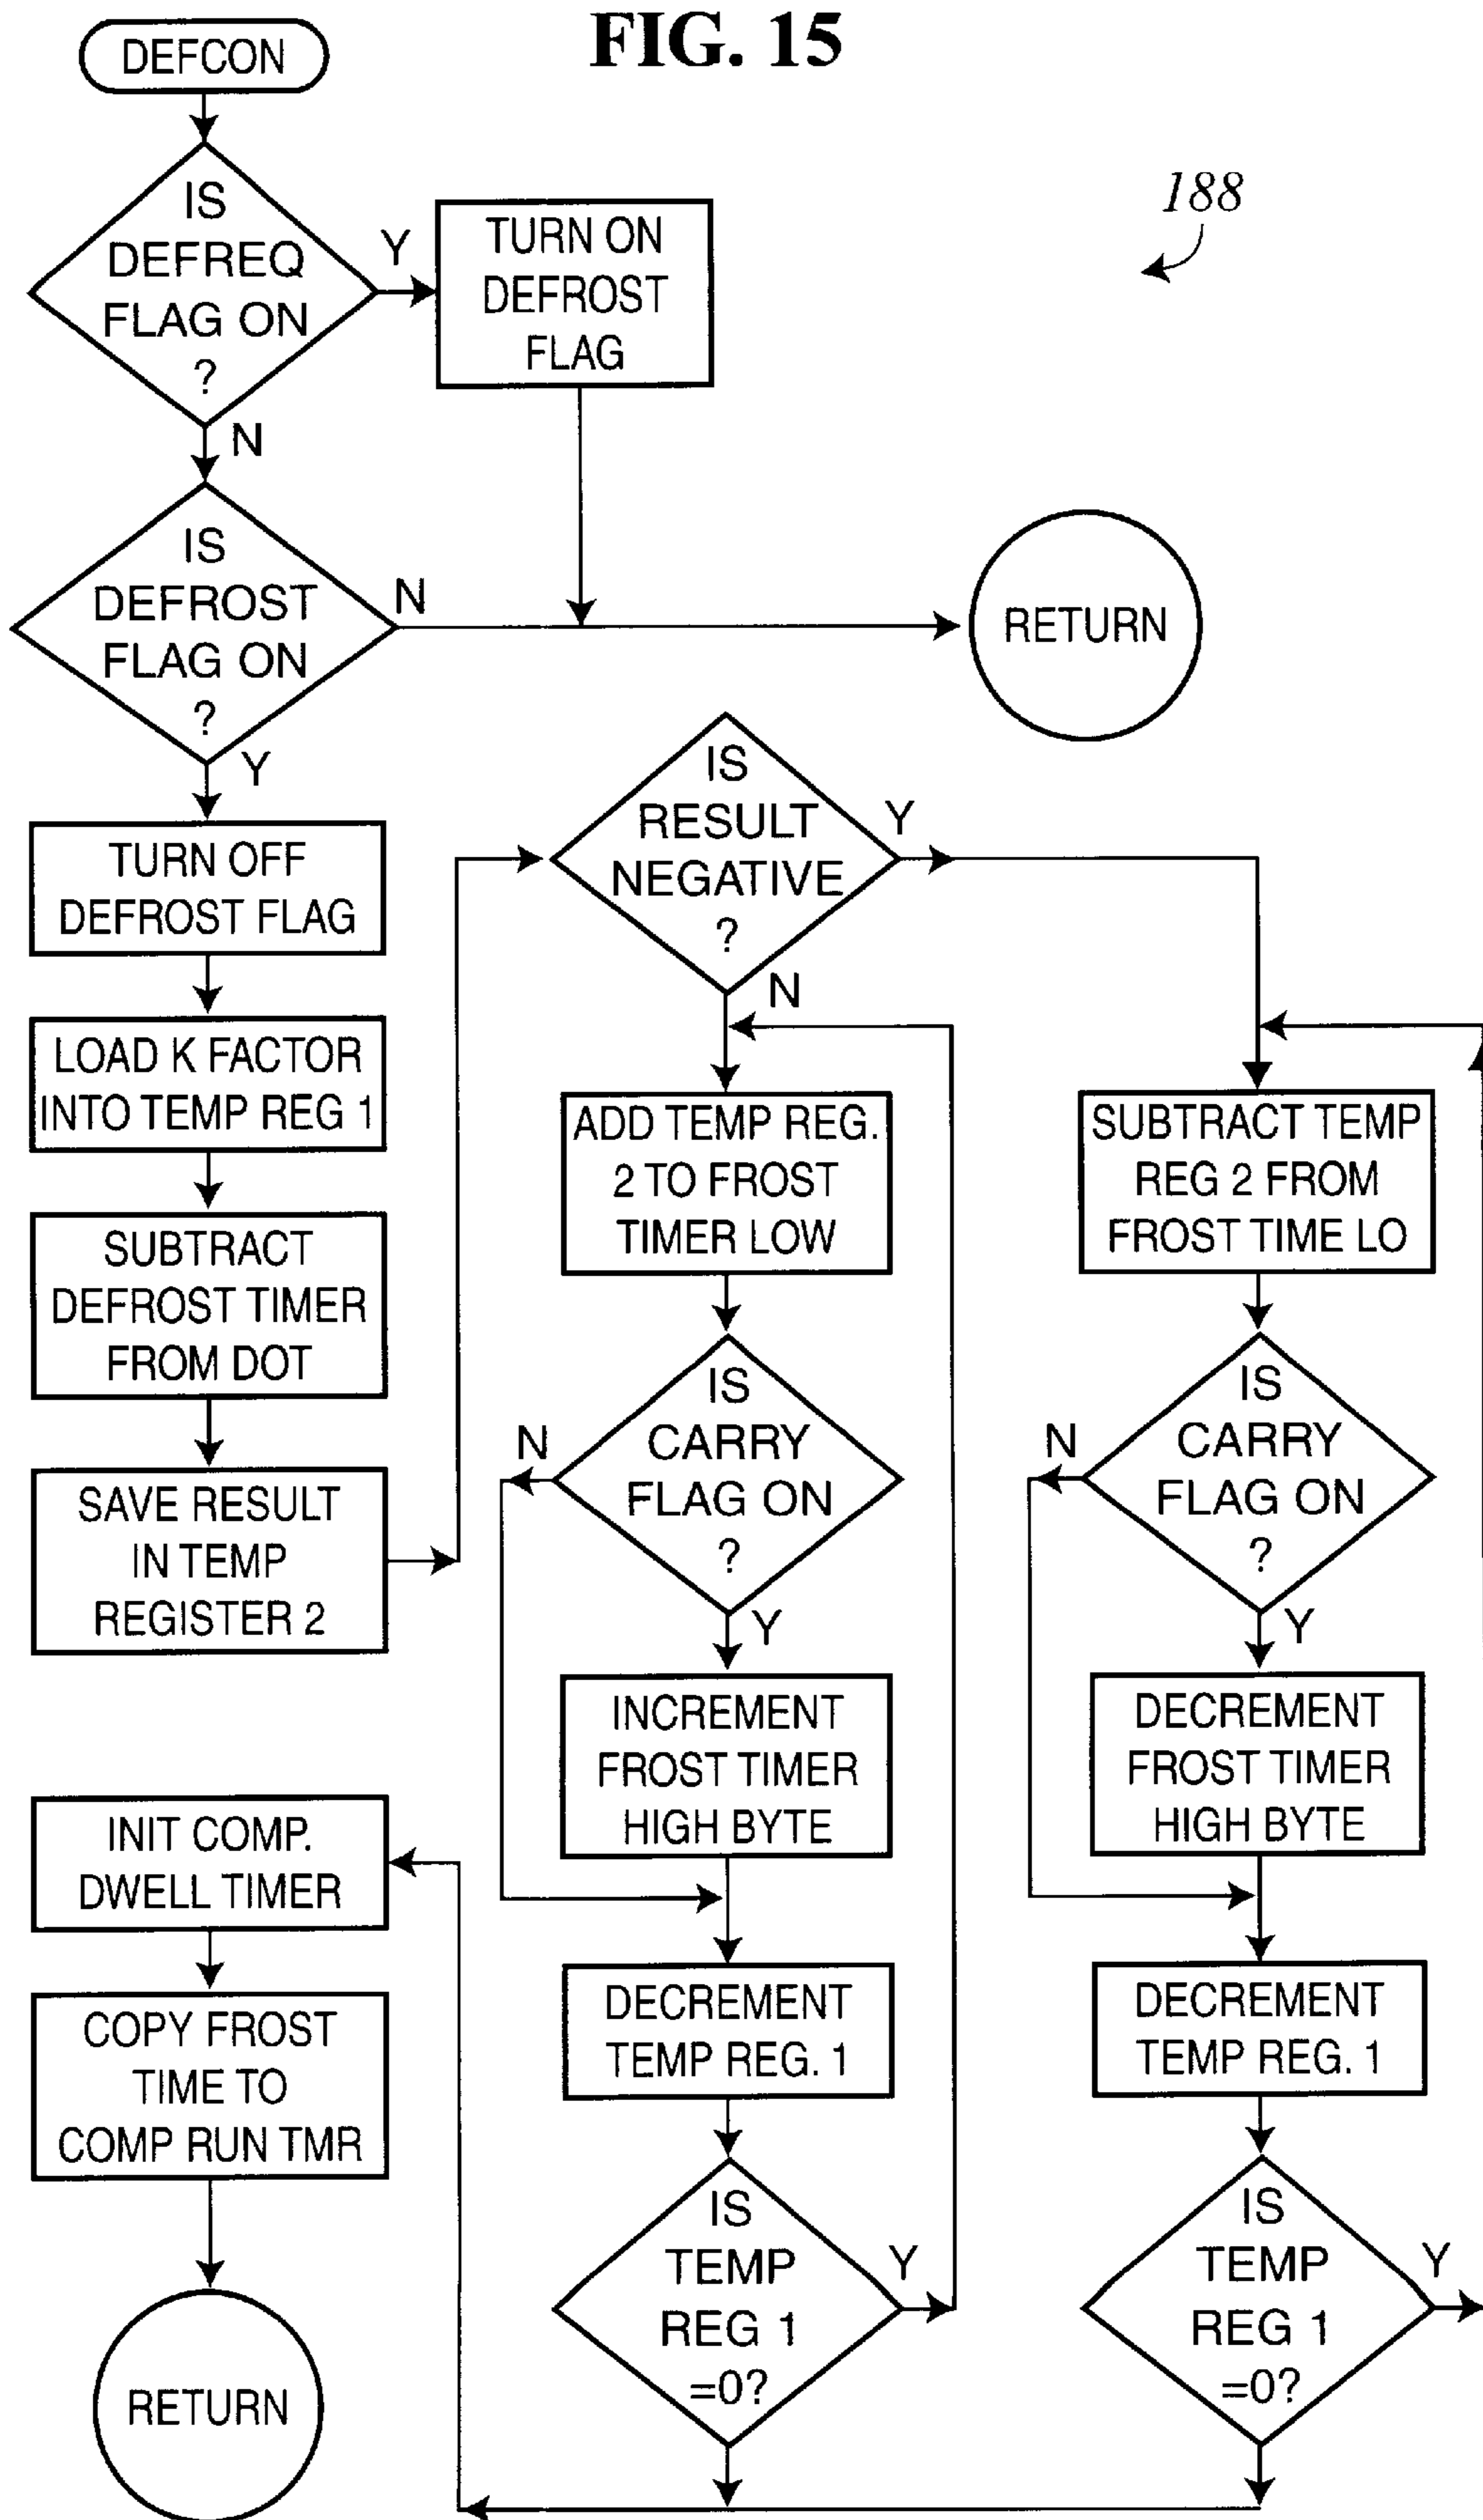 FIG. 15
DEFCON
188
IS
DEFREQ
FLAG ON
?
Y
N
TURN ON
DEFROST
FLAG
IS
DEFROST
FLAG ON
?
N
Y
RETURN
TURN OFF
DEFROST FLAG
LOAD K FACTOR
INTO TEMP REG 1
SUBTRACT
DEFROST TIMER
FROM DOT
SAVE RESULT
IN TEMP
REGISTER 2
IS
RESULT
NEGATIVE
?
Y
N
ADD TEMP REG.
2 TO FROST
TIMER LOW
IS
CARRY
FLAG ON
?
N
Y
INCREMENT
FROST TIMER
HIGH BYTE
DECREMENT
TEMP REG. 1
IS
TEMP
REG 1
=0?
Y
SUBTRACT TEMP
REG 2 FROM
FROST TIME LO
IS
CARRY
FLAG ON
?
N
Y
DECREMENT
FROST TIMER
HIGH BYTE
DECREMENT
TEMP REG. 1
IS
TEMP
REG 1
=0?
Y
INIT COMP.
DWELL TIMER
COPY FROST
TIME TO
COMP RUN TMR
RETURN